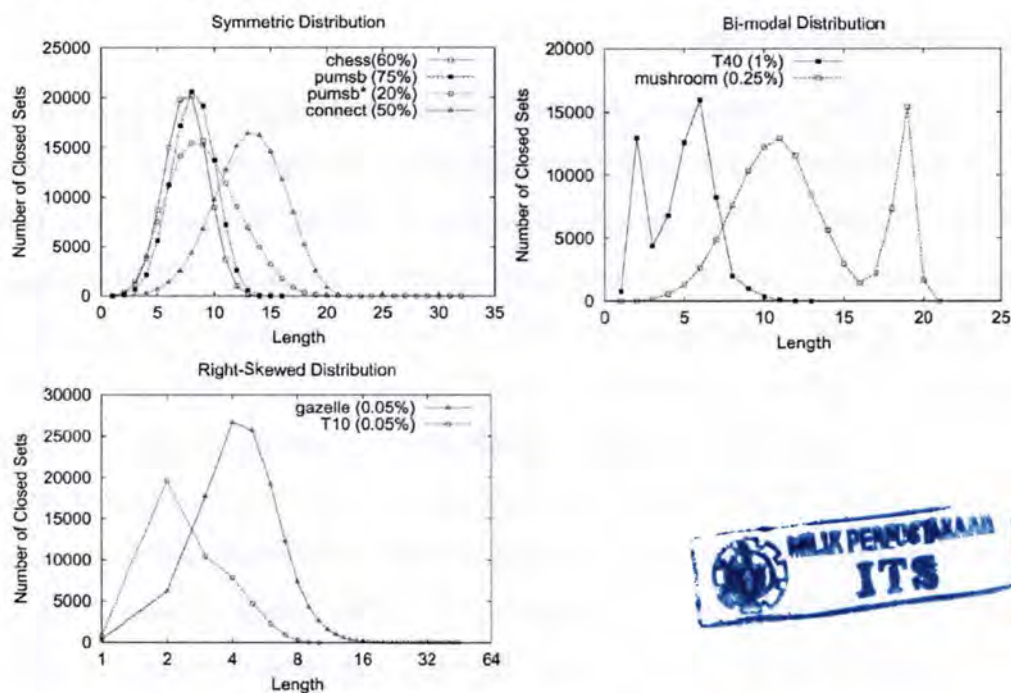 Symmetric Distribution
Number of Closed Sets
25000
20000
15000
10000
5000
0
chess(60%)
pumsb (75%)
pumsb* (20%)
connect (50%)
0 5 10 15 20 25 30 35
Length
Bi-modal Distribution
Number of Closed Sets
20000
15000
10000
5000
0
T40 (1%)
mushroom (0.25%)
0 5 10 15 20 25
Length
Right-Skewed Distribution
Number of Closed Sets
30000
25000
20000
15000
10000
5000
0
gazelle (0.05%)
T10 (0.05%)
1 2 4 8 16 32 64
Length
MILIK PERPUSTAKAAN
ITS